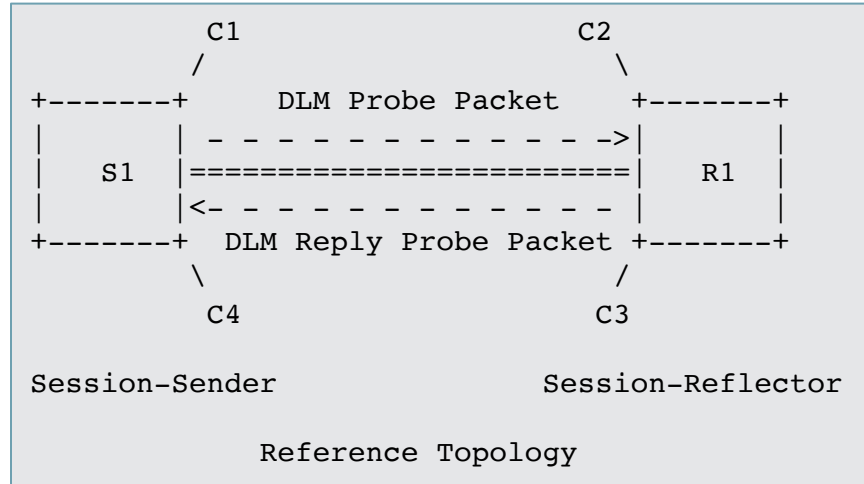 C1 C2
/ \
+-------+ DLM Probe Packet +-------+
| | - - - - - - - - - - - - ->| |
| S1 |=========================| R1 |
| |<- - - - - - - - - - - - - | |
+-------+ DLM Reply Probe Packet +-------+
\ /
C4 C3
Session-Sender Session-Reflector
Reference Topology